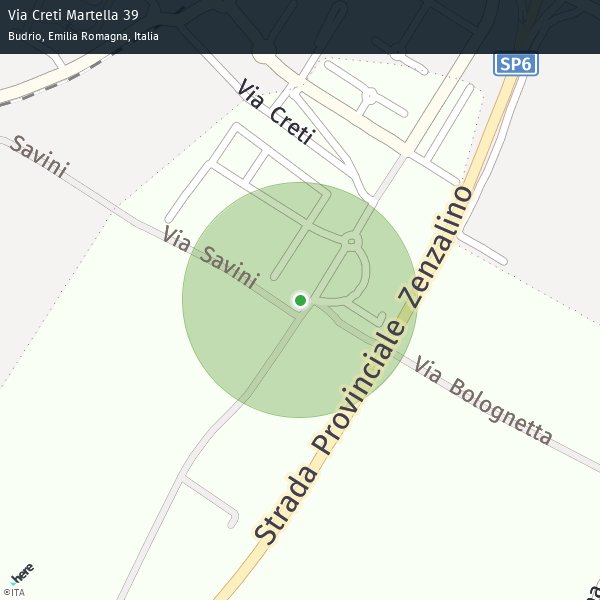 Via Creti Martella 39
Budrio, Emilia Romagna, Italia
SP6
Via Creti
Savini
Via Savini
Strada Provinciale Zenzalino
Via Bolognetta
here
©ITA